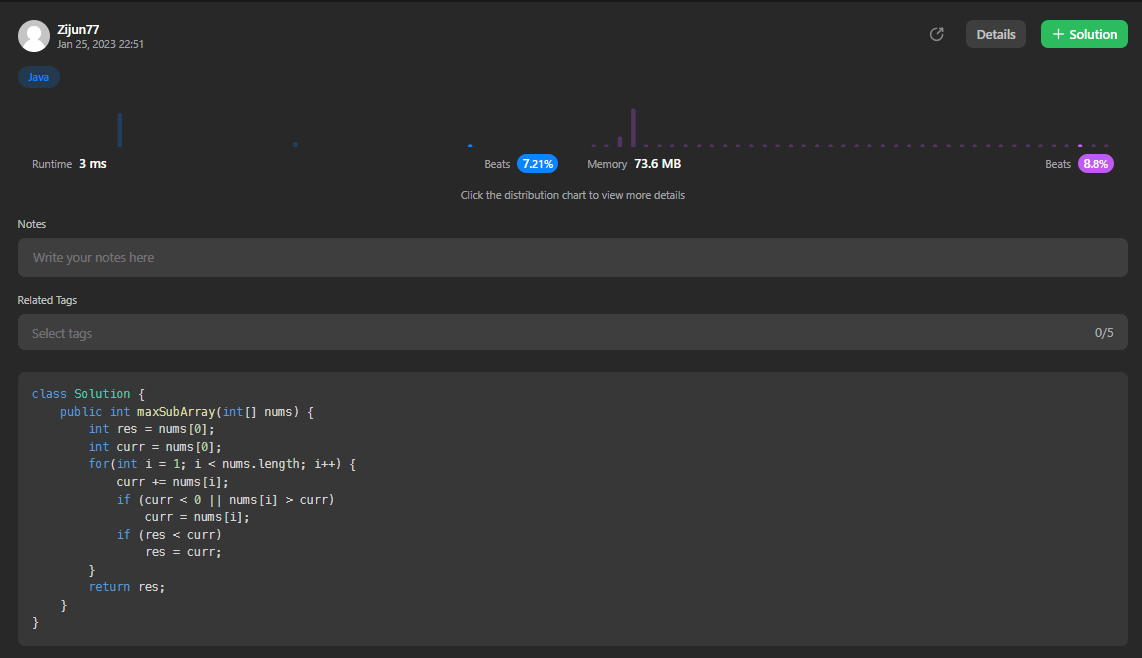 Zijun77
Jan 25, 2023 22:51
Details
+ Solution
Java
Runtime 3 ms
Beats 7.21%
Memory 73.6 MB
Beats 8.8%
Click the distribution chart to view more details
Notes
Write your notes here
Related Tags
Select tags
0/5
class Solution {
    public int maxSubArray(int[] nums) {
        int res = nums[0];
        int curr = nums[0];
        for(int i = 1; i < nums.length; i++) {
            curr += nums[i];
            if (curr < 0 || nums[i] > curr)
                curr = nums[i];
            if (res < curr)
                res = curr;
        }
        return res;
    }
}